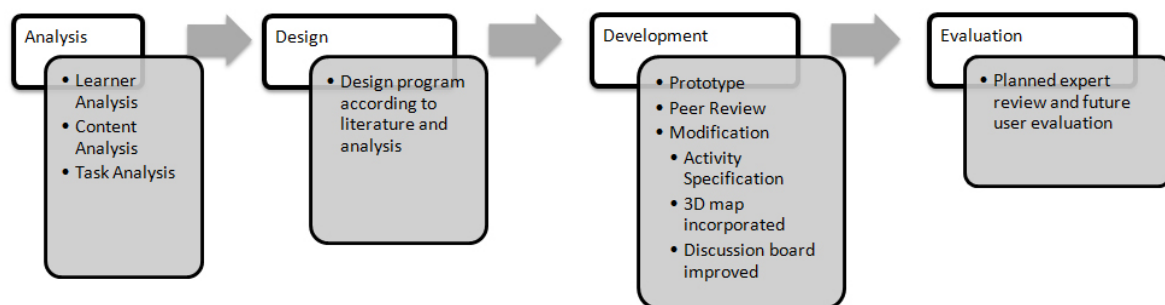 Analysis
• Learner
Analysis
• Content
Analysis
• Task Analysis
Design
• Design program
according to
literature and
analysis
Development
• Prototype
• Peer Review
• Modification
• Activity
Specification
• 3D map
incorporated
• Discussion board
improved
Evaluation
• Planned expert
review and future
user evaluation